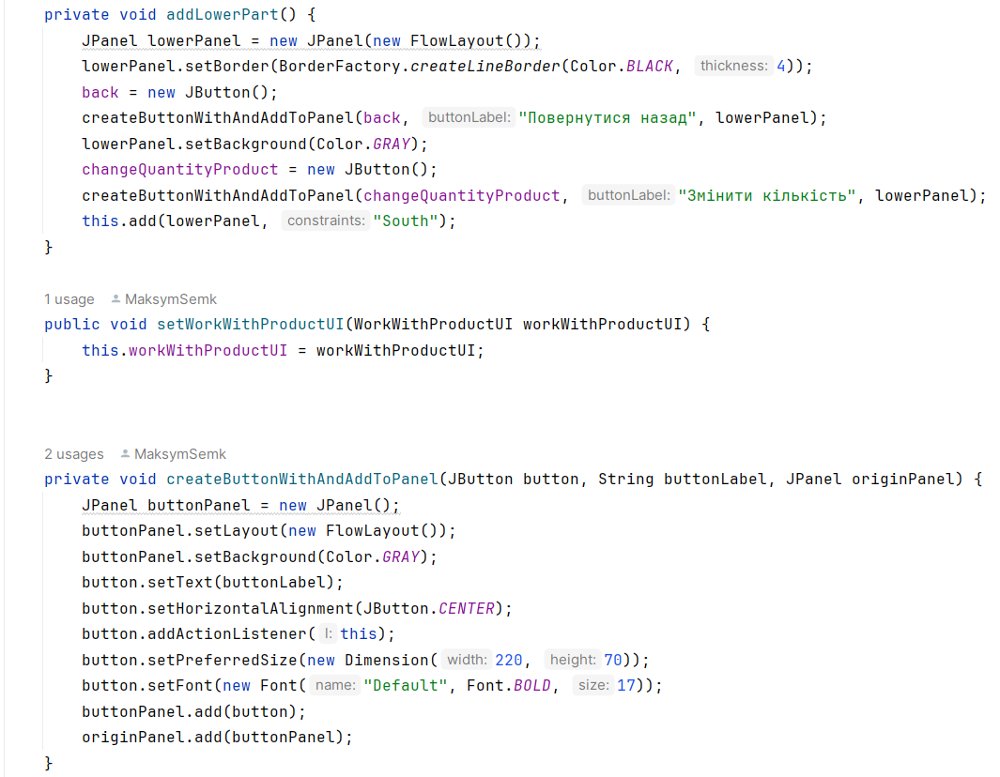 private void addLowerPart() {
    JPanel lowerPanel = new JPanel(new FlowLayout());
    lowerPanel.setBorder(BorderFactory.createLineBorder(Color.BLACK, thickness: 4));
    back = new JButton();
    createButtonWithAndAddToPanel(back, buttonLabel: "Повернутися назад", lowerPanel);
    lowerPanel.setBackground(Color.GRAY);
    changeQuantityProduct = new JButton();
    createButtonWithAndAddToPanel(changeQuantityProduct, buttonLabel: "Змінити кількість", lowerPanel);
    this.add(lowerPanel, constraints: "South");
}
1 usage MaksymSemk
public void setWorkWithProductUI(WorkWithProductUI workWithProductUI) {
    this.workWithProductUI = workWithProductUI;
}
2 usages MaksymSemk
private void createButtonWithAndAddToPanel(JButton button, String buttonLabel, JPanel originPanel) {
    JPanel buttonPanel = new JPanel();
    buttonPanel.setLayout(new FlowLayout());
    buttonPanel.setBackground(Color.GRAY);
    button.setText(buttonLabel);
    button.setHorizontalAlignment(JButton.CENTER);
    button.addActionListener( l: this);
    button.setPreferredSize(new Dimension( width: 220, height: 70));
    button.setFont(new Font( name: "Default", Font.BOLD, size: 17));
    buttonPanel.add(button);
    originPanel.add(buttonPanel);
}